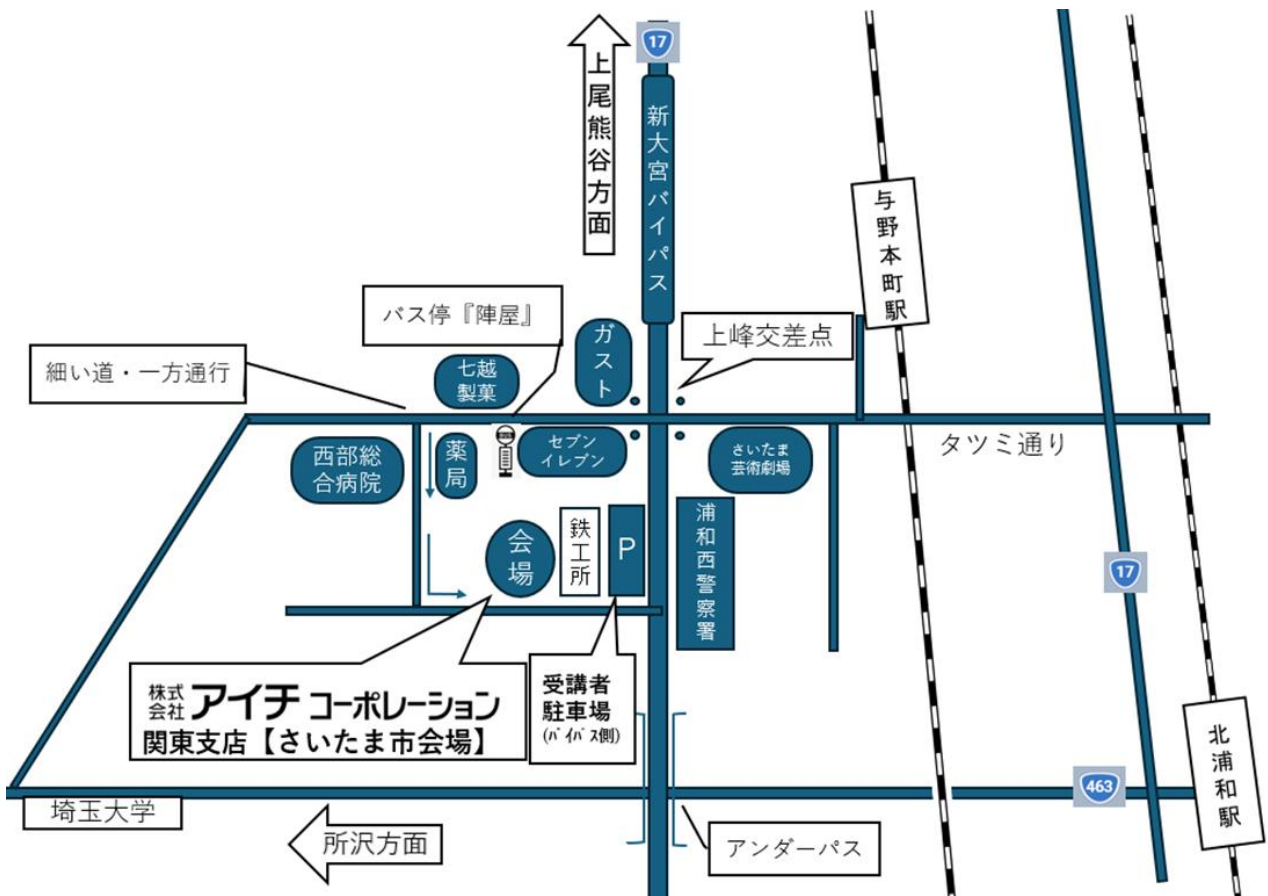 17
上尾熊谷方面
新大宮バイパス
与野本町駅
バス停『陣屋』
ガスト
上峰交差点
細い道・一方通行
七越
製菓
タツミ通り
西部総
合病院
薬局
BUS
セブン
イレブン
さいたま
芸術劇場
会場
鉄工所
P
浦和西警察署
17
株式
会社 アイチ コーポレーション
関東支店【さいたま市会場】
受講者
駐車場
(バイパス側)
北浦和駅
463
埼玉大学
所沢方面
アンダーパス